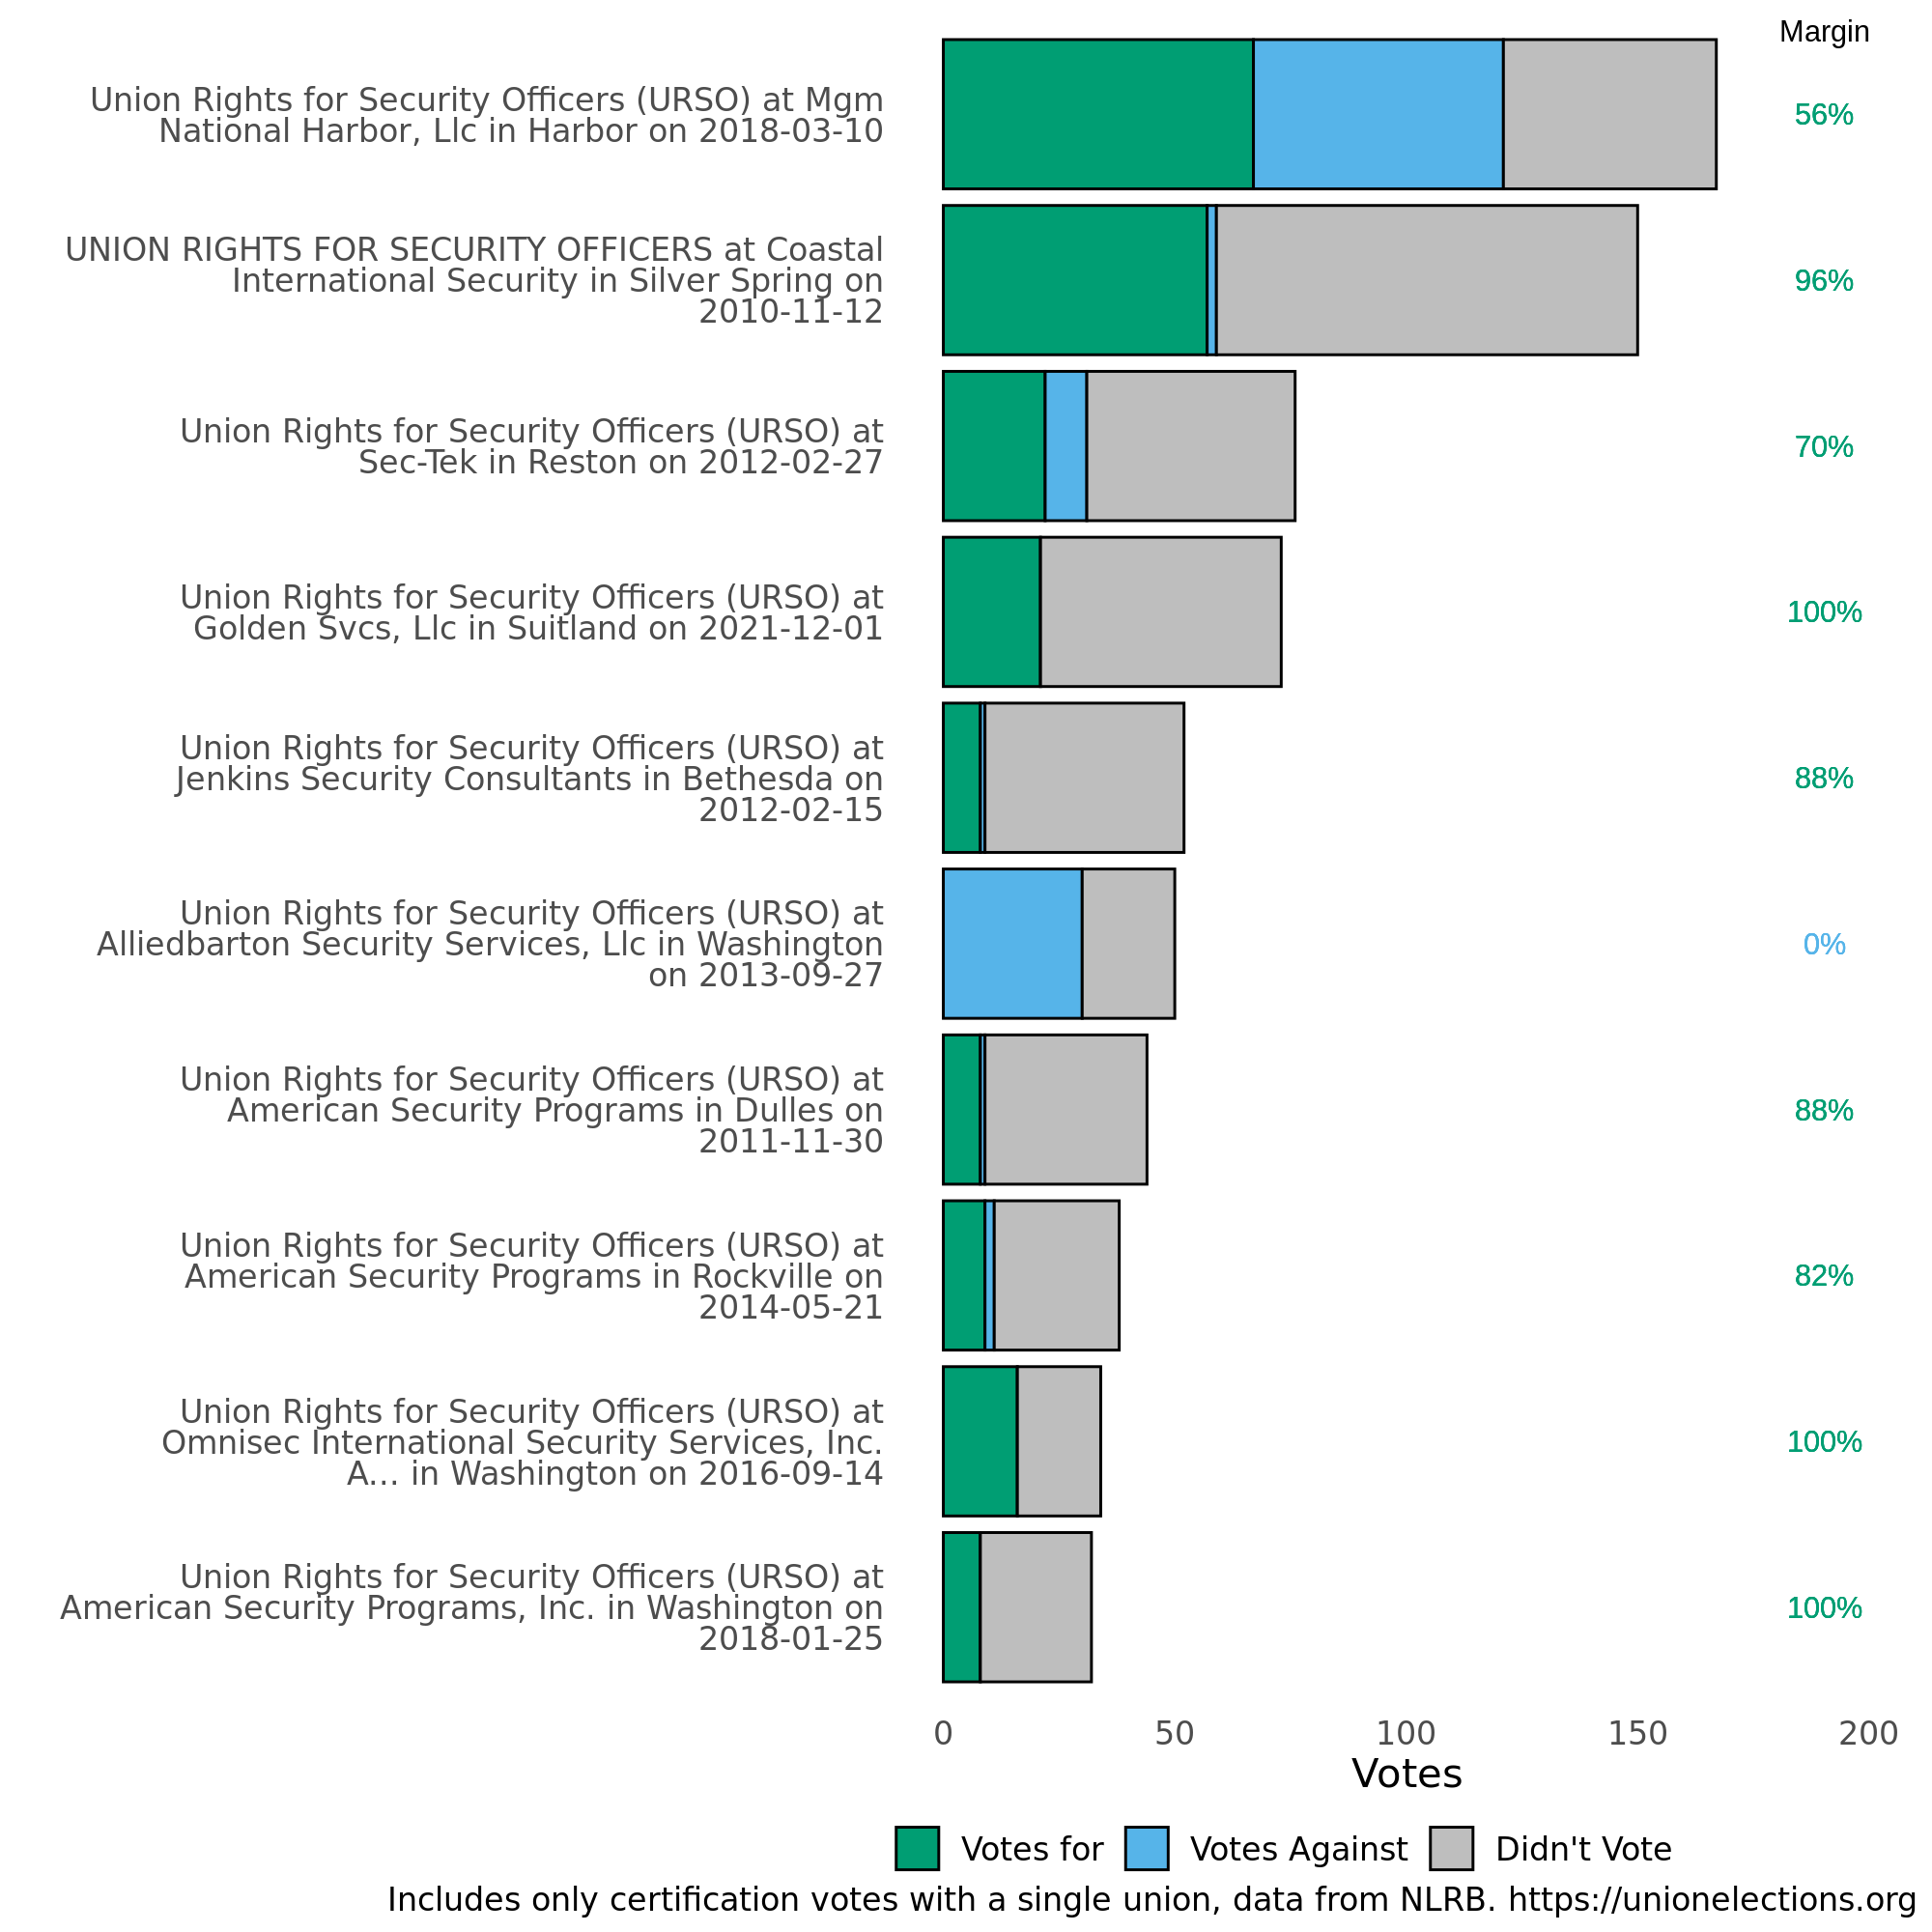 Margin
Union Rights for Security Officers (URSO) at Mgm
National Harbor, Llc in Harbor on 2018-03-10
56%
UNION RIGHTS FOR SECURITY OFFICERS at Coastal
International Security in Silver Spring on
2010-11-12
96%
Union Rights for Security Officers (URSO) at
Sec-Tek in Reston on 2012-02-27
70%
Union Rights for Security Officers (URSO) at
Golden Svcs, Llc in Suitland on 2021-12-01
100%
Union Rights for Security Officers (URSO) at
Jenkins Security Consultants in Bethesda on
2012-02-15
88%
Union Rights for Security Officers (URSO) at
Alliedbarton Security Services, Llc in Washington
on 2013-09-27
0%
Union Rights for Security Officers (URSO) at
American Security Programs in Dulles on
2011-11-30
88%
Union Rights for Security Officers (URSO) at
American Security Programs in Rockville on
2014-05-21
82%
Union Rights for Security Officers (URSO) at
Omnisec International Security Services, Inc.
A... in Washington on 2016-09-14
100%
Union Rights for Security Officers (URSO) at
American Security Programs, Inc. in Washington on
2018-01-25
100%
0 50 100 150 200
Votes
Votes for Votes Against Didn't Vote
Includes only certification votes with a single union, data from NLRB. https://unionelections.org